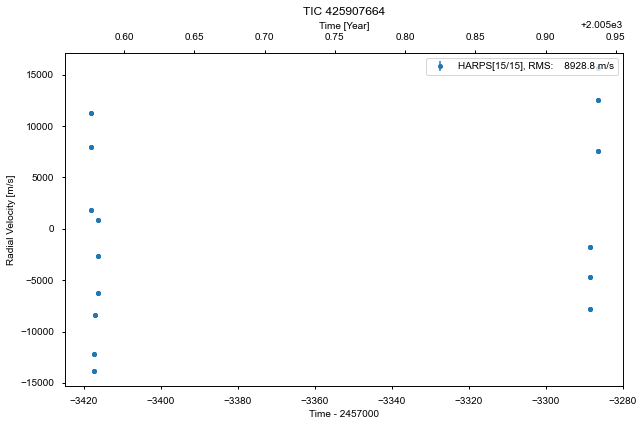 TIC 425907664
Time [Year]
0.60 0.65 0.70 0.75 0.80 0.85 0.90 0.95
+2.005e3
HARPS[15/15], RMS: 8928.8 m/s
15000
10000
5000
0
−5000
−10000
−15000
Radial Velocity [m/s]
−3420 −3400 −3380 −3360 −3340 −3320 −3300 −3280
Time - 2457000